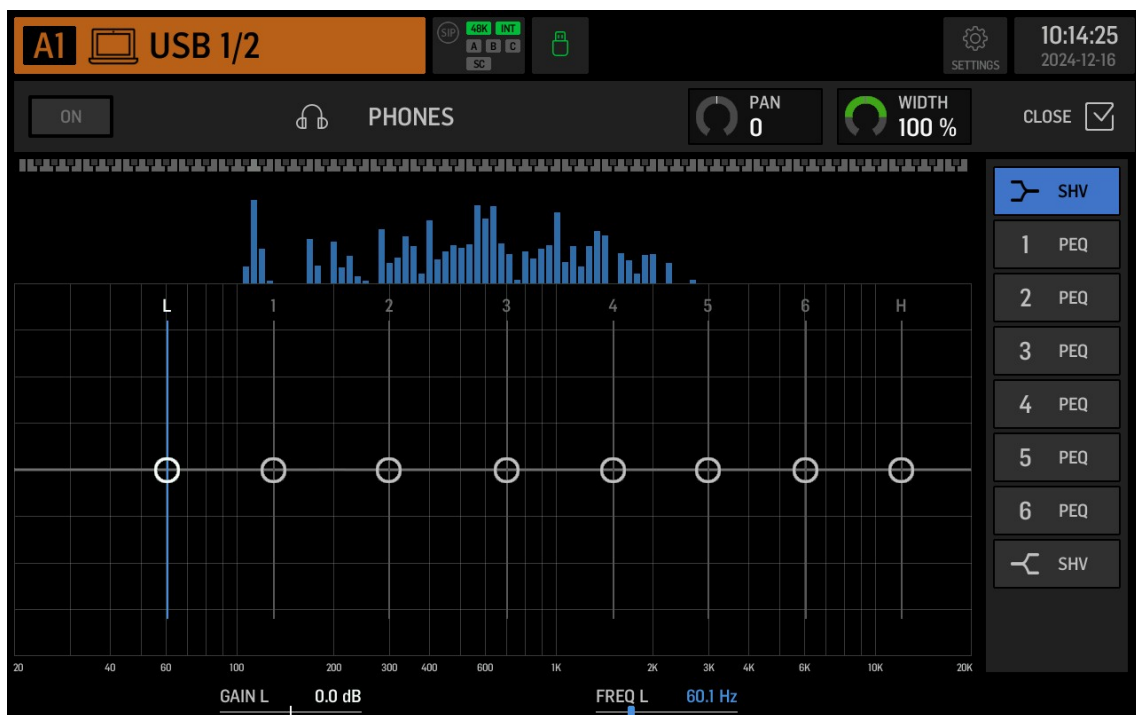 A1 USB 1/2
SIP 48K INT
A B C
SC
SETTINGS
10:14:25
2024-12-16
ON
PHONES
PAN
0
WIDTH
100 %
CLOSE
SHV
1 PEQ
2 PEQ
3 PEQ
4 PEQ
5 PEQ
6 PEQ
SHV
L 1 2 3 4 5 6 H
20 40 60 100 200 300 400 600 1K 2K 3K 4K 6K 10K 20K
GAIN L 0.0 dB FREQ L 60.1 Hz